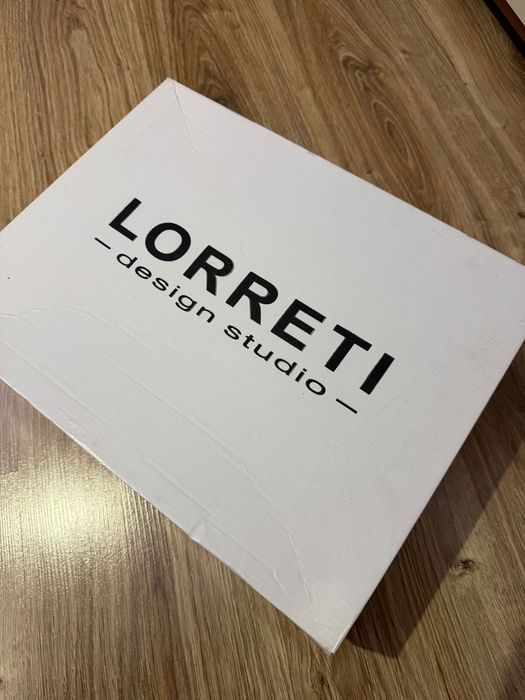 LORRETI
– design studio –